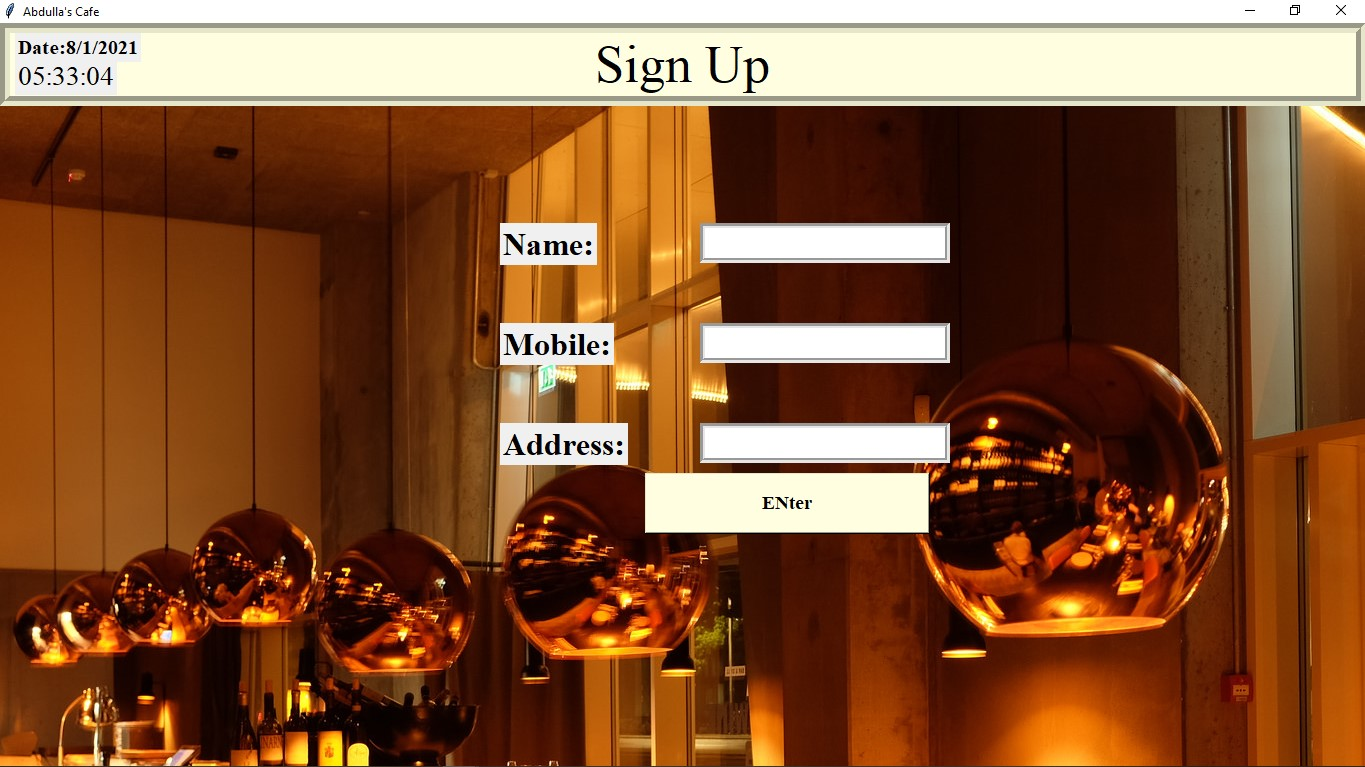 Abdulla's Cafe
Date:8/1/2021
05:33:04
Sign Up
Name:
Mobile:
Address:
ENter